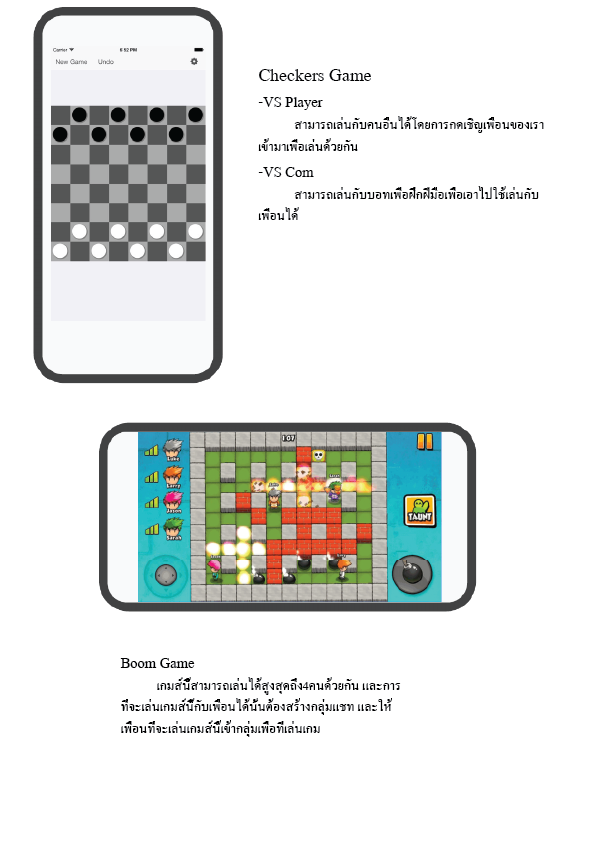 Carrier 6:52 PM
New Game Undo
Checkers Game
-VS Player
สามารถเล่นกับคนอื่นได้โดยการกดเชิญเพื่อนของเรา
เข้ามาเพื่อเล่นด้วยกัน
-VS Com
สามารถเล่นกับบอทเพื่อฝึกฝีมือเพื่อเอาไปใช้เล่นกับ
เพื่อนได้
1:07
Luke
Larry
Jason
Sarah
TAUNT
Boom Game
เกมส์นี้สามารถเล่นได้สูงสุดถึง4คนด้วยกัน และการ
ที่จะเล่นเกมส์นี้กับเพื่อนได้นั้นต้องสร้างกลุ่มแชท และให้
เพื่อนที่จะเล่นเกมส์นี้เข้ากลุ่มเพื่อที่เล่นเกม